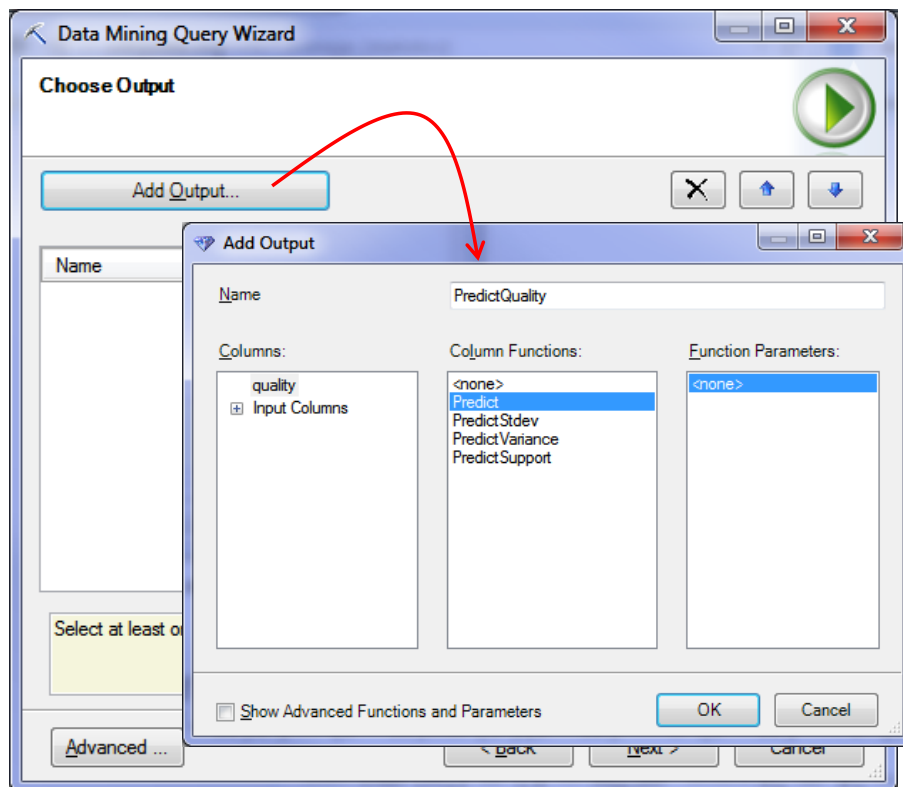 Data Mining Query Wizard
Choose Output
Add Output...
Name
Add Output
Name
PredictQuality
Columns:
Column Functions:
Function Parameters:
quality
Input Columns
<none>
Predict
PredictStdev
PredictVariance
PredictSupport
<none>
Select at least
Show Advanced Functions and Parameters
OK
Cancel
Advanced ...
< Back
Next >
Cancel